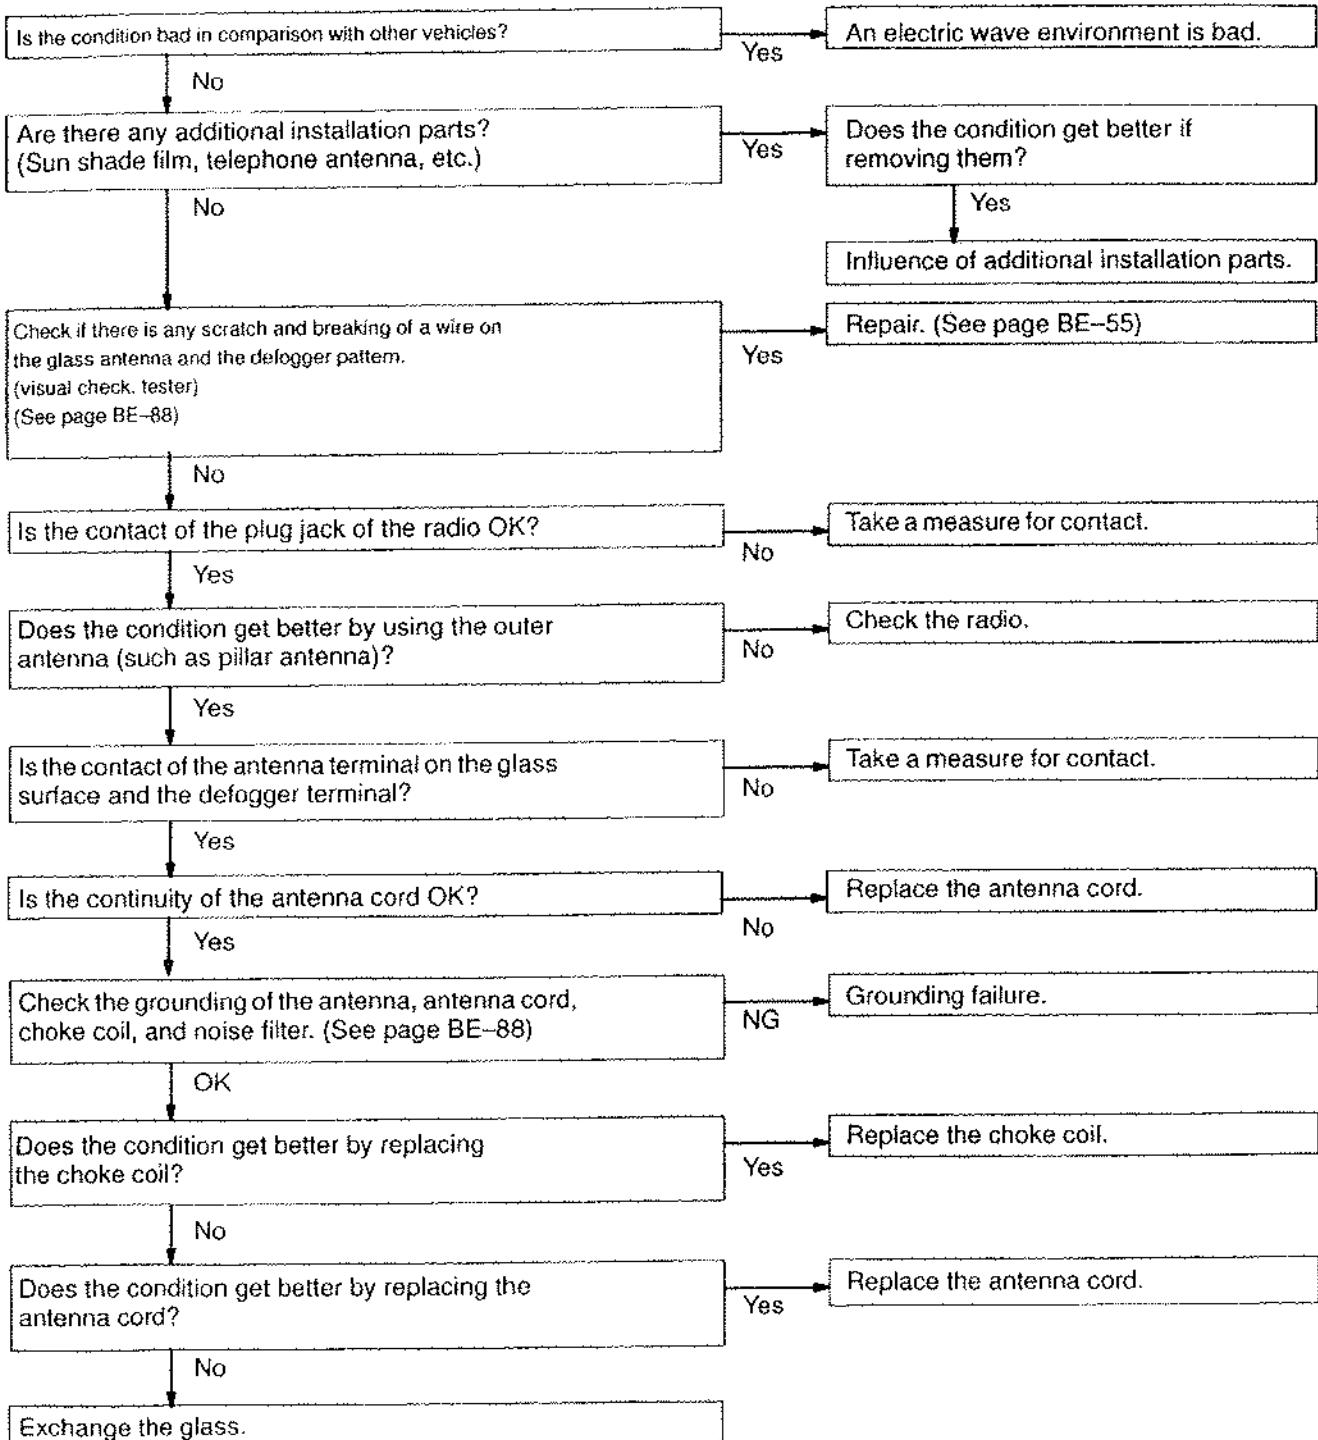 Is the condition bad in comparison with other vehicles?
Yes
An electric wave environment is bad.
No
Are there any additional installation parts?
(Sun shade film, telephone antenna, etc.)
Yes
Does the condition get better if
removing them?
No
Yes
Influence of additional installation parts.
Check if there is any scratch and breaking of a wire on
the glass antenna and the defogger pattern.
(visual check. tester)
(See page BE–88)
Yes
Repair. (See page BE–55)
No
Is the contact of the plug jack of the radio OK?
No
Take a measure for contact.
Yes
Does the condition get better by using the outer
antenna (such as pillar antenna)?
No
Check the radio.
Yes
Is the contact of the antenna terminal on the glass
surface and the defogger terminal?
No
Take a measure for contact.
Yes
Is the continuity of the antenna cord OK?
No
Replace the antenna cord.
Yes
Check the grounding of the antenna, antenna cord,
choke coil, and noise filter. (See page BE–88)
NG
Grounding failure.
OK
Does the condition get better by replacing
the choke coil?
Yes
Replace the choke coil.
No
Does the condition get better by replacing the
antenna cord?
Yes
Replace the antenna cord.
No
Exchange the glass.